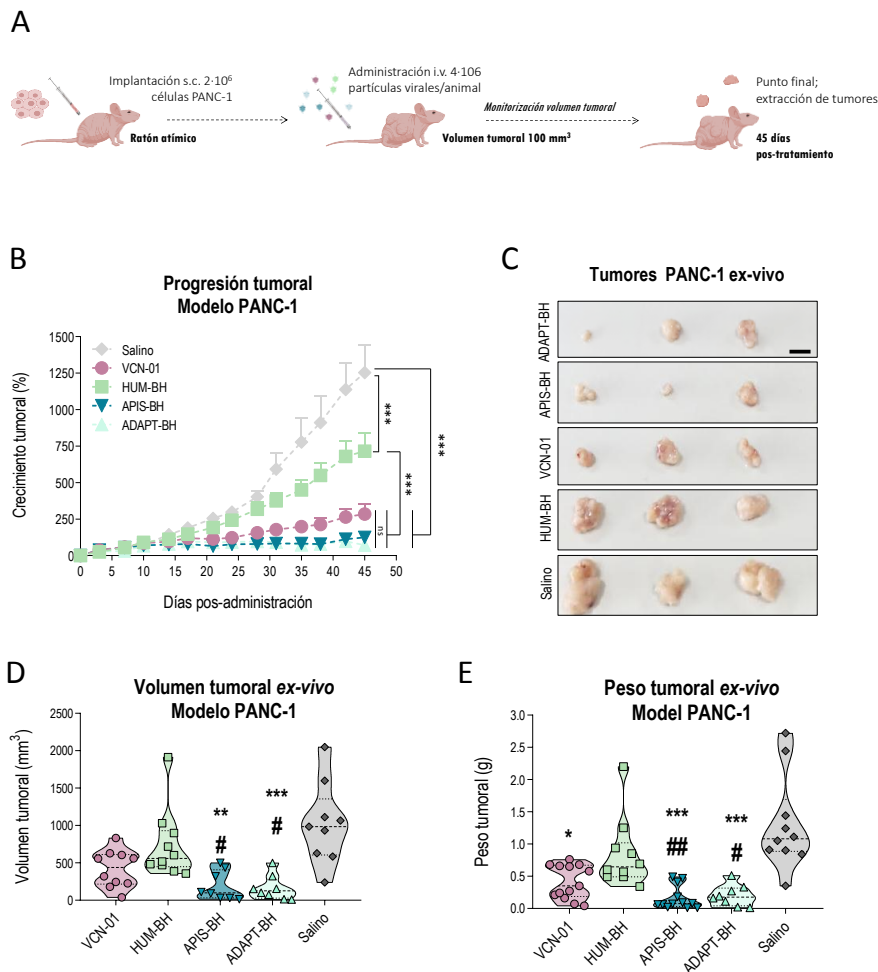 A
Implantación s.c. 2·10⁶
células PANC-1
Ratón atímico
Administración i.v. 4·106
partículas virales/animal
Monitorización volumen tumoral
Volumen tumoral 100 mm³
Punto final;
extracción de tumores
45 días
pos-tratamiento
B
Progresión tumoral
Modelo PANC-1
Crecimiento tumoral (%)
1500
1250
1000
750
500
250
0
Salino
VCN-01
HUM-BH
APIS-BH
ADAPT-BH
***
***
***
ns
0 5 10 15 20 25 30 35 40 45 50
Días pos-administración
C
Tumores PANC-1 ex-vivo
ADAPT-BH
APIS-BH
VCN-01
HUM-BH
Salino
D
Volumen tumoral ex-vivo
Modelo PANC-1
Volumen tumoral (mm³)
2500
2000
1500
1000
500
0
**
#
***
#
VCN-01
HUM-BH
APIS-BH
ADAPT-BH
Salino
E
Peso tumoral ex-vivo
Model PANC-1
Peso tumoral (g)
3.0
2.5
2.0
1.5
1.0
0.5
0.0
*
***
##
***
#
VCN-01
HUM-BH
APIS-BH
ADAPT-BH
Salino